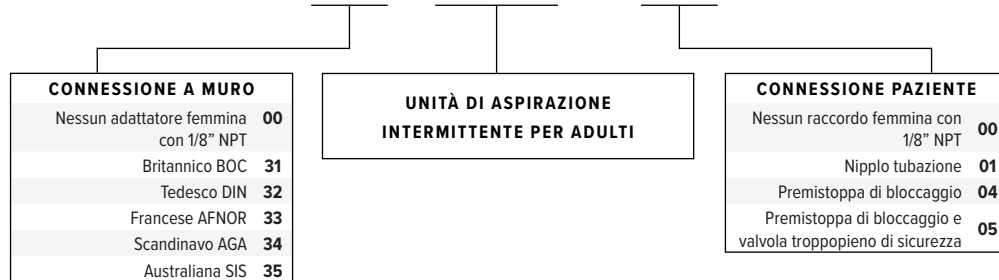 CONNESSIONE A MURO
Nessun adattatore femmina 00
con 1/8” NPT
Britannico BOC 31
Tedesco DIN 32
Francese AFNOR 33
Scandinavo AGA 34
Australiana SIS 35
UNITÀ DI ASPIRAZIONE
INTERMITTENTE PER ADULTI
CONNESSIONE PAZIENTE
Nessun raccordo femmina con
1/8” NPT 00
Nipplo tubazione 01
Premistoppa di bloccaggio 04
Premistoppa di bloccaggio e
valvola troppopieno di sicurezza 05